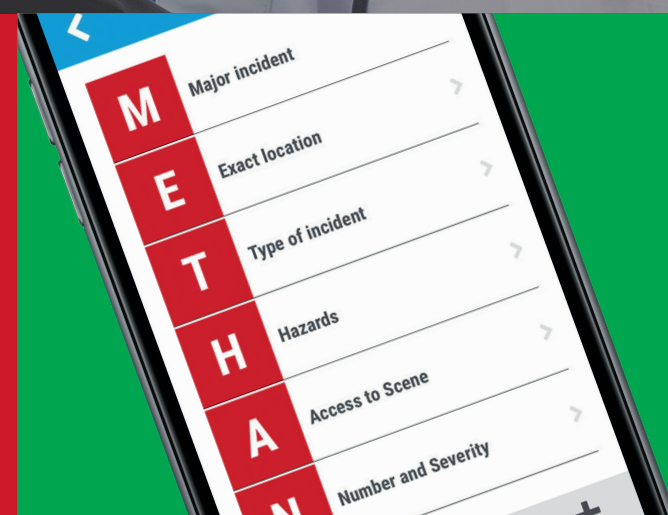 M Major incident
E Exact location
T Type of incident
H Hazards
A Access to Scene
N Number and Severity